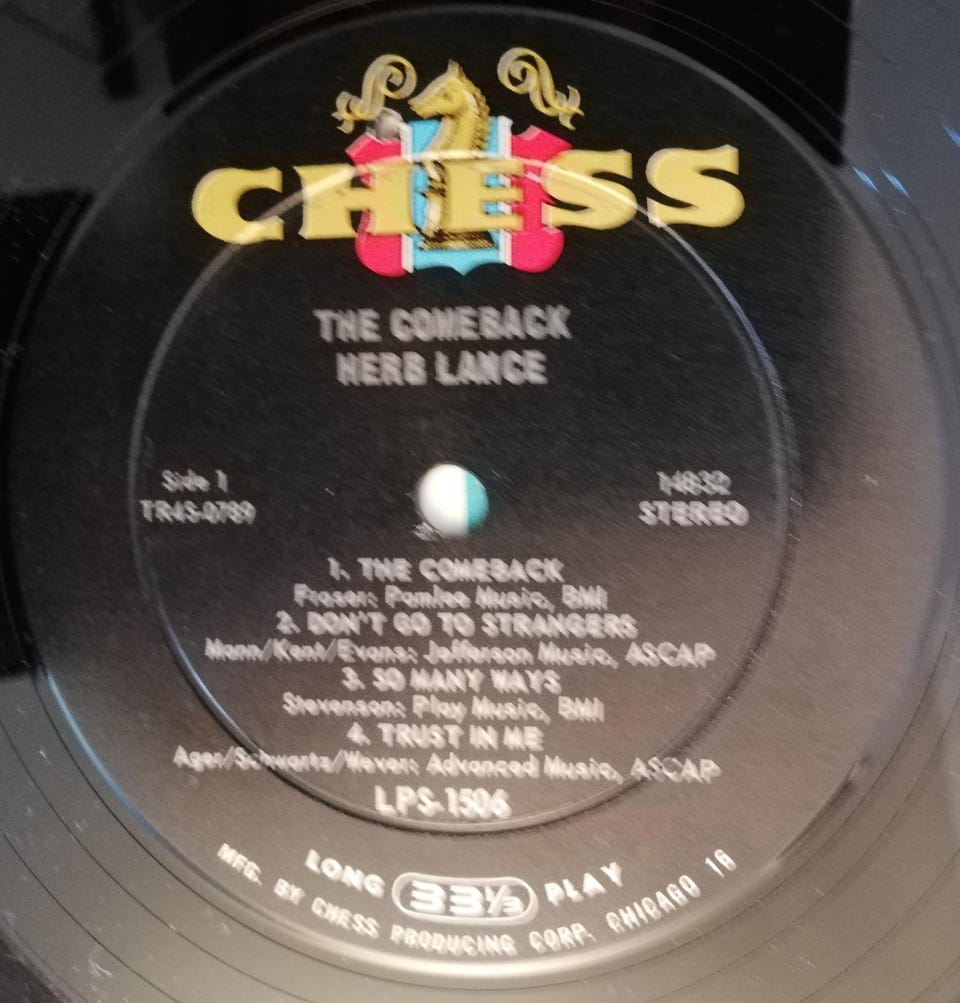 CHESS
THE COMEBACK
HERB LANCE
Side 1
TR4S-0789
14832
STEREO
1. THE COMEBACK
Fraser: Pamlee Music, BMI
2. DON'T GO TO STRANGERS
Mann/Kent/Evans: Jefferson Music, ASCAP
3. SO MANY WAYS
Stevenson: Play Music, BMI
4. TRUST IN ME
Ager/Schwartz/Wever: Advanced Music, ASCAP
LPS-1506
LONG 33⅓ PLAY
MFG. BY CHESS PRODUCING CORP. CHICAGO 16